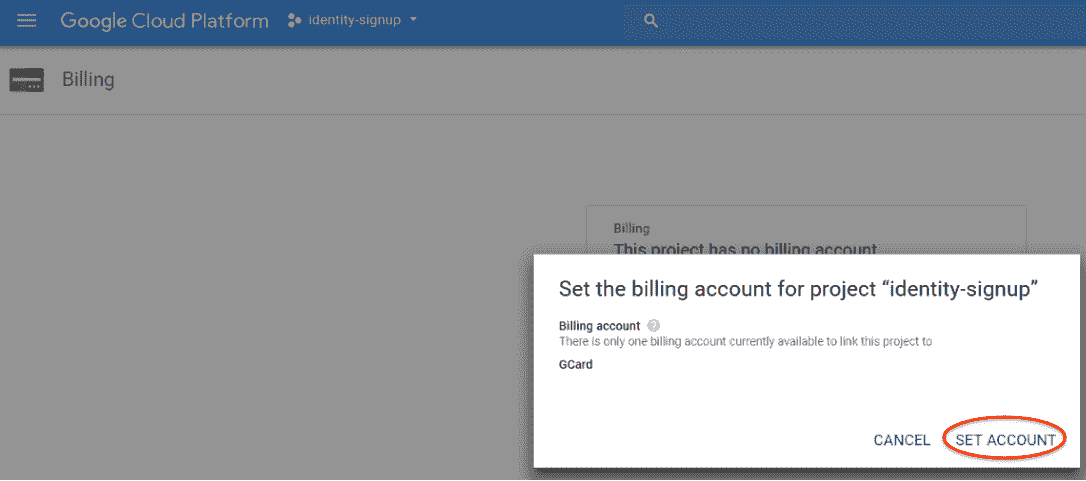 Google Cloud Platform identity-signup
Billing
Billing
This project has no billing account
Set the billing account for project “identity-signup”
Billing account ?
There is only one billing account currently available to link this project to
GCard
CANCEL SET ACCOUNT